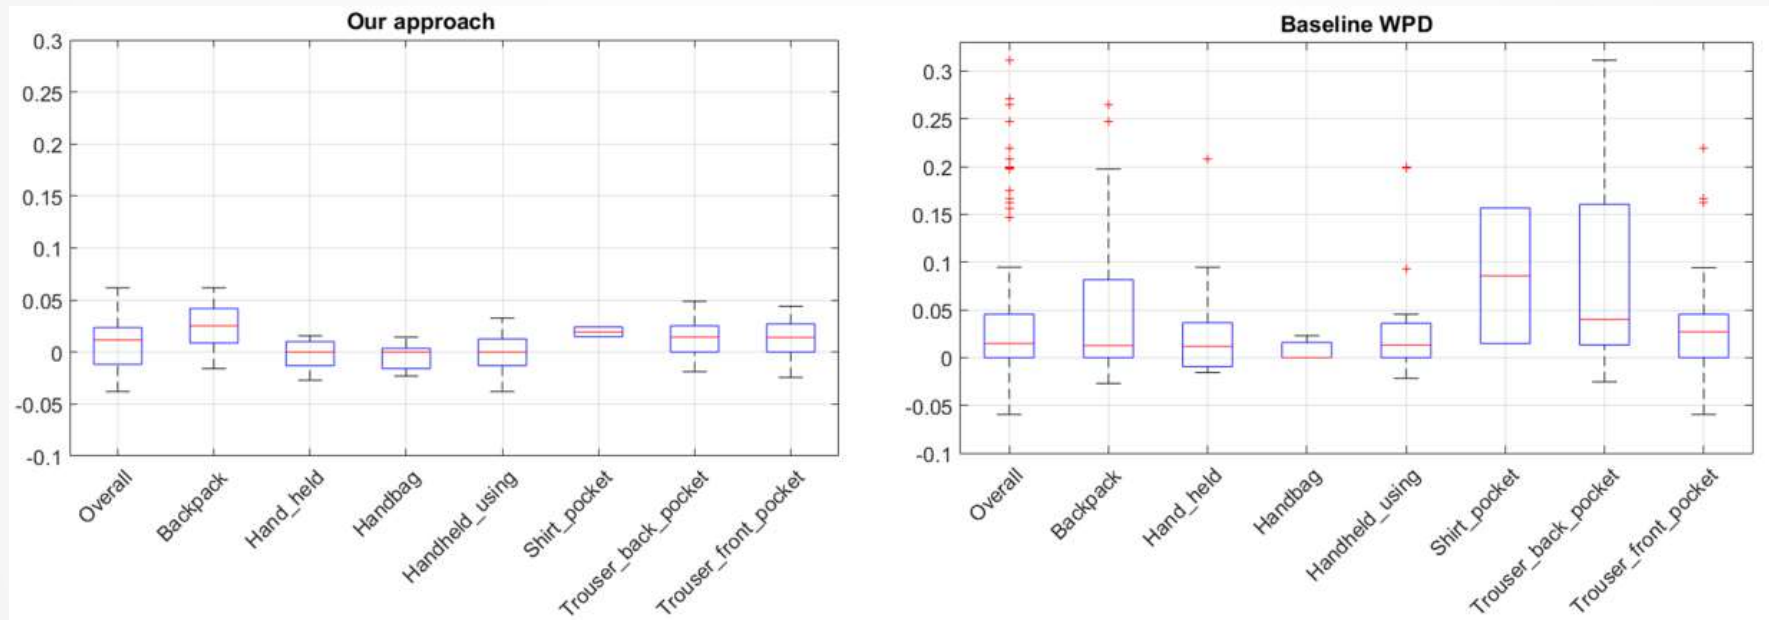 Our approach
0.3
0.25
0.2
0.15
0.1
0.05
0
-0.05
-0.1
Overall
Backpack
Hand_held
Handbag
Handheld_using
Shirt_pocket
Trouser_back_pocket
Trouser_front_pocket
Baseline WPD
0.3
0.25
0.2
0.15
0.1
0.05
0
-0.05
-0.1
Overall
Backpack
Hand_held
Handbag
Handheld_using
Shirt_pocket
Trouser_back_pocket
Trouser_front_pocket